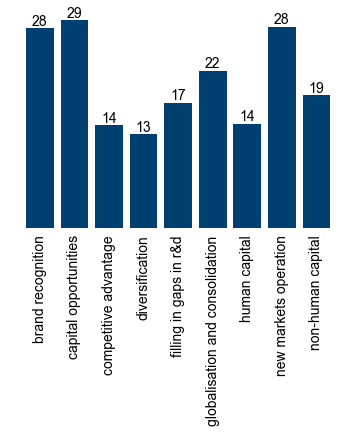 28
29
14
13
17
22
14
28
19
brand recognition
capital opportunities
competitive advantage
diversification
filling in gaps in r&d
globalisation and consolidation
human capital
new markets operation
non-human capital